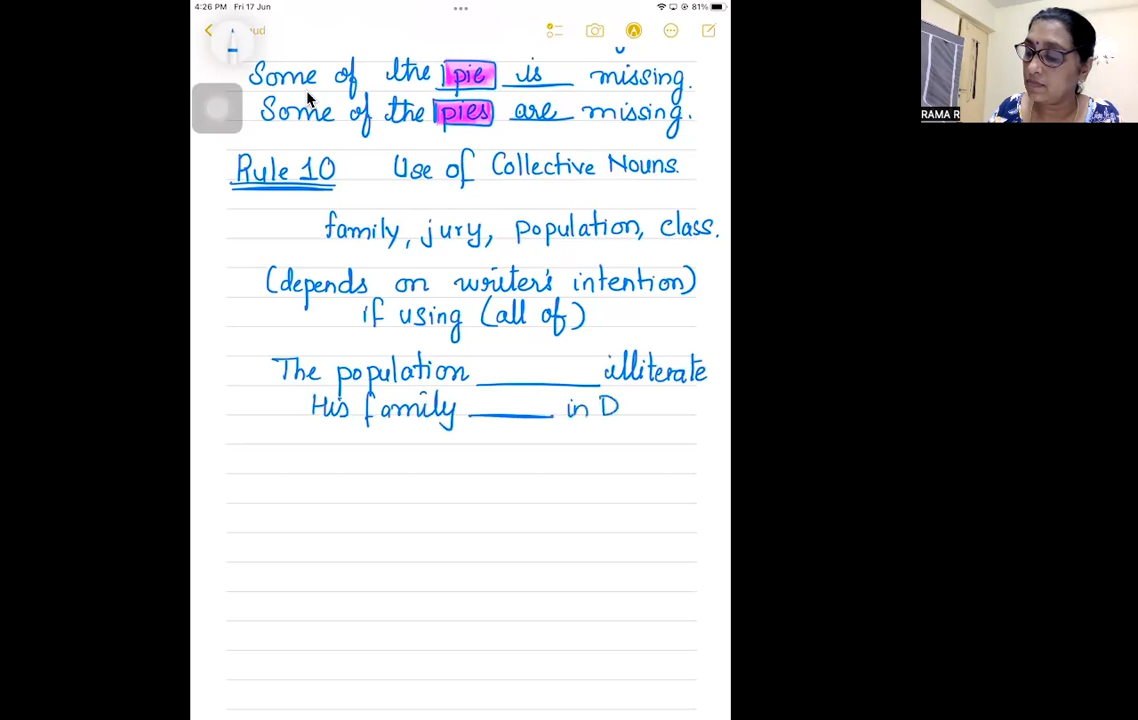 4:26 PM Fri 17 Jun
81%
Some of the pie is missing.
Some of the pies are missing.
RAMA R
Rule 10 Use of Collective Nouns.
family, jury, population, class.
(depends on writer's intention)
if using (all of)
The population ______ illiterate
His family ______ in D